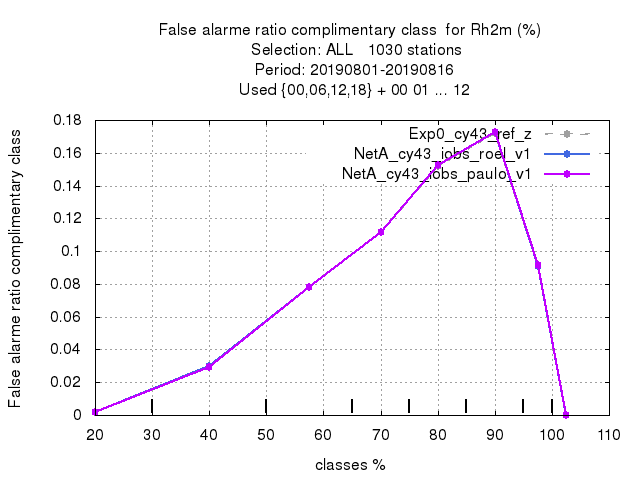 False alarme ratio complimentary class  for Rh2m (%)
Selection: ALL   1030 stations
Period: 20190801-20190816
Used {00,06,12,18} + 00 01 ... 12
False alarme ratio complimentary class
0.18
0.16
0.14
0.12
0.1
0.08
0.06
0.04
0.02
0
Exp0_cy43_ref_z
NetA_cy43_iobs_roel_v1
NetA_cy43_iobs_paulo_v1
20 30 40 50 60 70 80 90 100 110
classes %